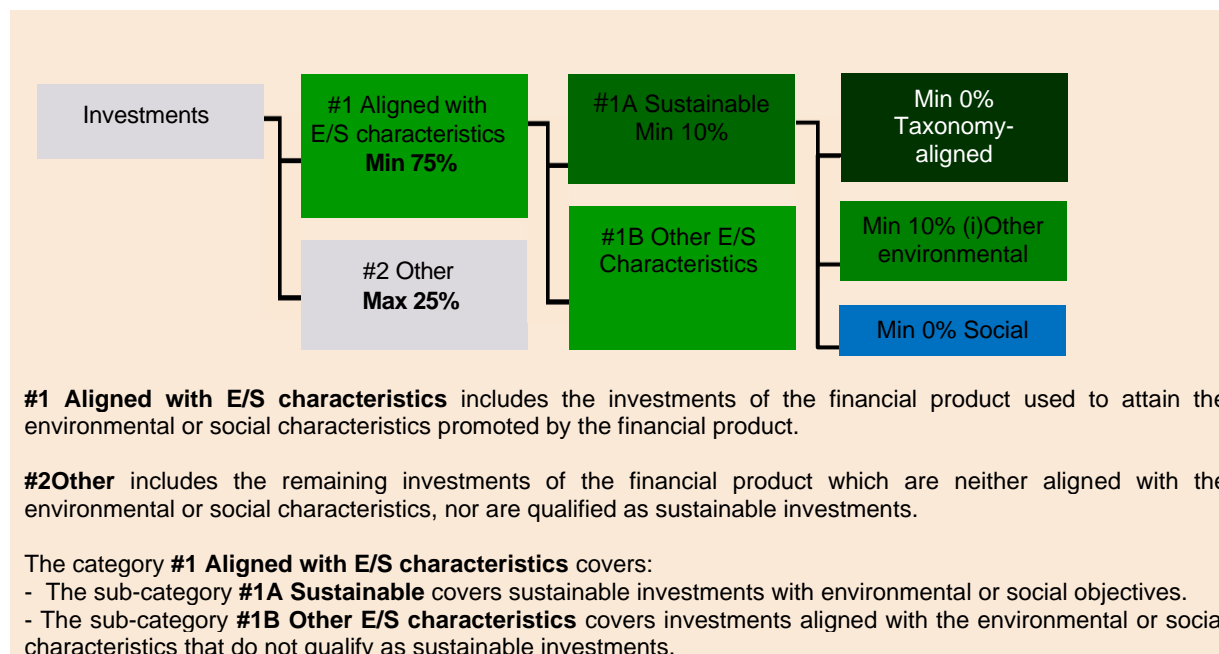 Investments
#1 Aligned with
E/S characteristics
Min 75%
#2 Other
Max 25%
#1A Sustainable
Min 10%
#1B Other E/S
Characteristics
Min 0%
Taxonomy-
aligned
Min 10% (i)Other
environmental
Min 0% Social
#1 Aligned with E/S characteristics includes the investments of the financial product used to attain the
environmental or social characteristics promoted by the financial product.
#2Other includes the remaining investments of the financial product which are neither aligned with the
environmental or social characteristics, nor are qualified as sustainable investments.
The category #1 Aligned with E/S characteristics covers:
- The sub-category #1A Sustainable covers sustainable investments with environmental or social objectives.
- The sub-category #1B Other E/S characteristics covers investments aligned with the environmental or social
characteristics that do not qualify as sustainable investments.